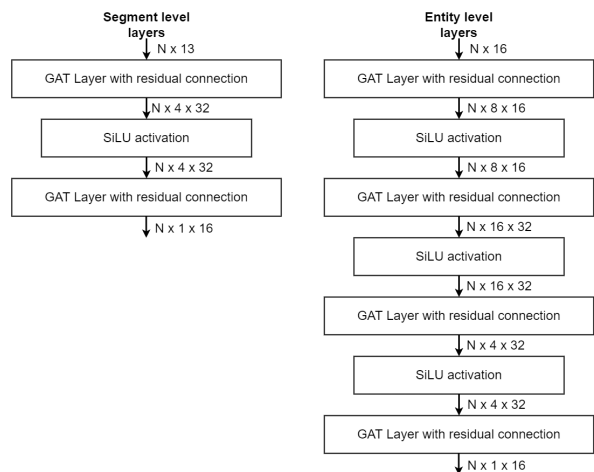 Segment level
layers
N x 13
GAT Layer with residual connection
N x 4 x 32
SiLU activation
N x 4 x 32
GAT Layer with residual connection
N x 1 x 16
Entity level
layers
N x 16
GAT Layer with residual connection
N x 8 x 16
SiLU activation
N x 8 x 16
GAT Layer with residual connection
N x 16 x 32
SiLU activation
N x 16 x 32
GAT Layer with residual connection
N x 4 x 32
SiLU activation
N x 4 x 32
GAT Layer with residual connection
N x 1 x 16